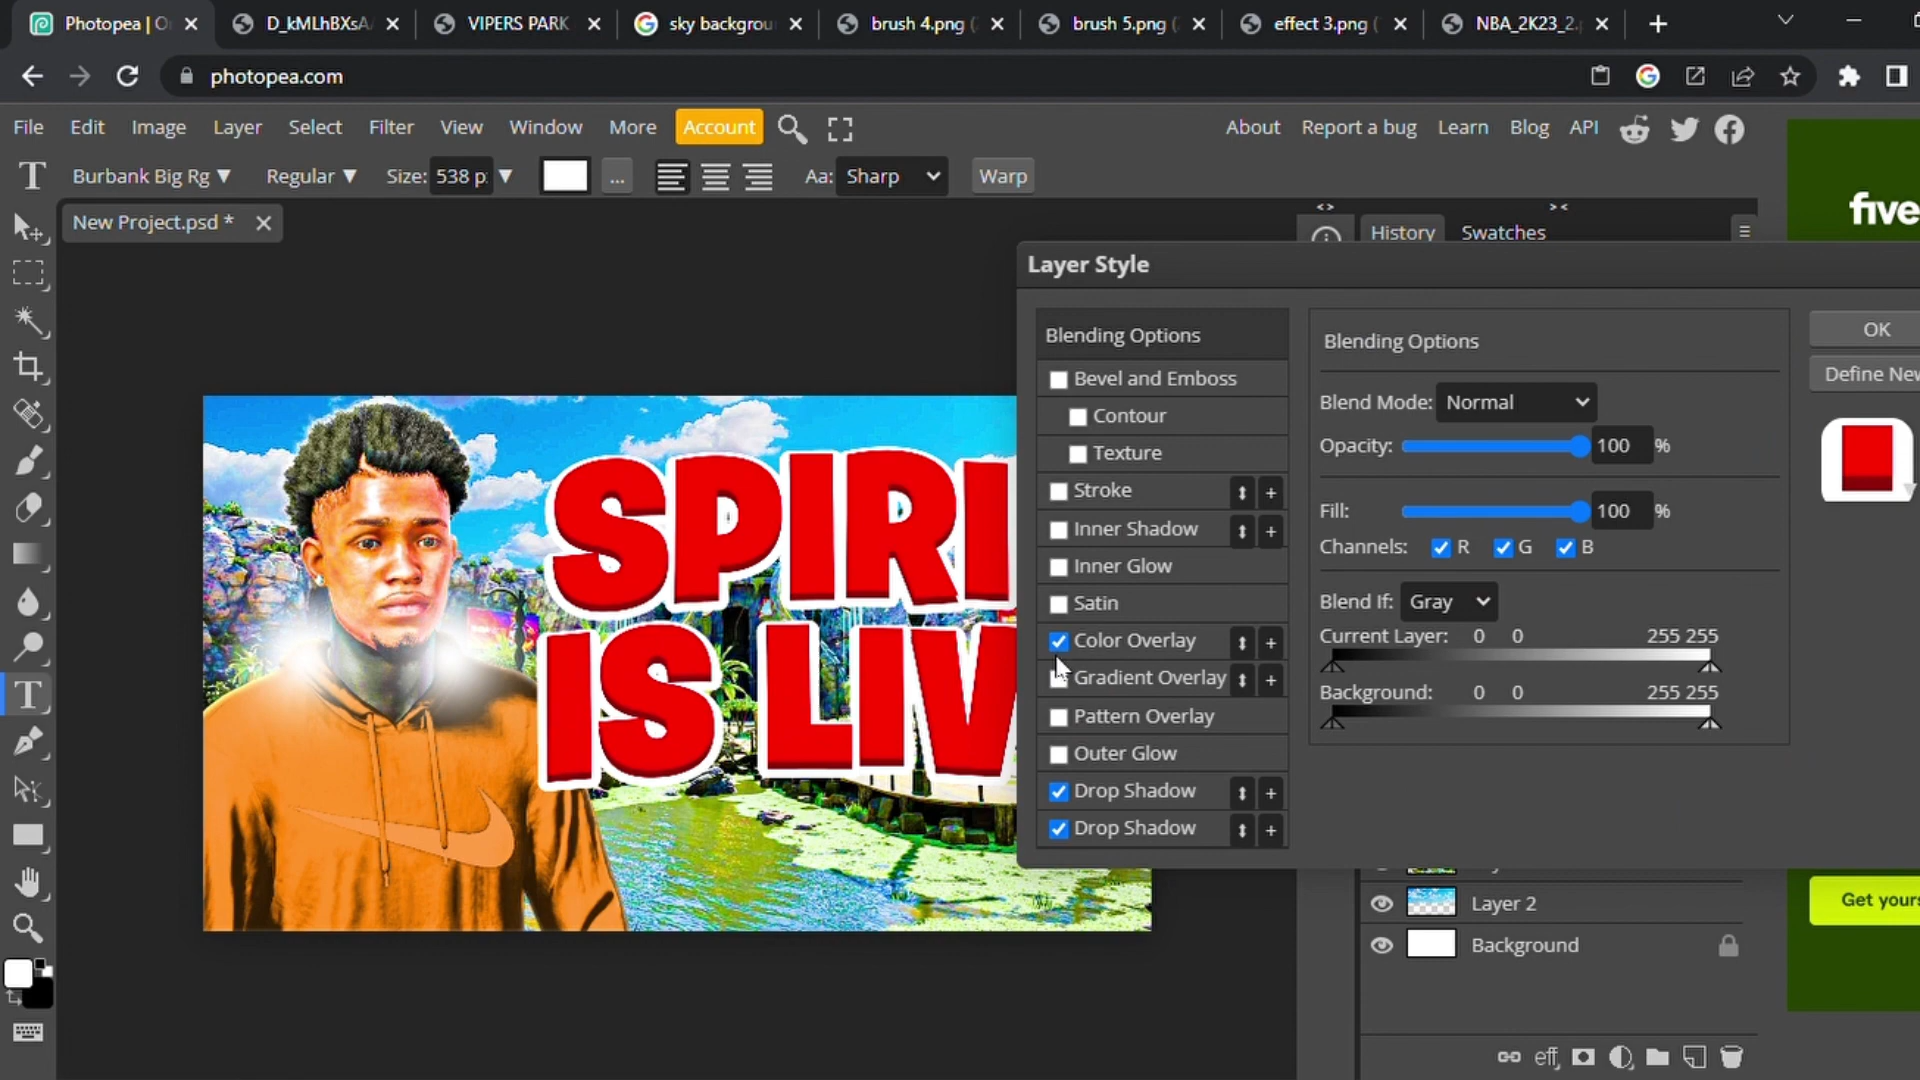 Photopea | O
D_kMLhBXsA
VIPERS PARK
sky backgrou
brush 4.png (
brush 5.png (
effect 3.png (
NBA_2K23_2.
photopea.com
File Edit Image Layer Select Filter View Window More Account
About Report a bug Learn Blog API
T Burbank Big Rg Regular Size: 538 p ... Aa: Sharp Warp
New Project.psd *
History Swatches
five
Layer Style
Blending Options
Bevel and Emboss
Contour
Texture
Stroke
Inner Shadow
Inner Glow
Satin
Color Overlay
Gradient Overlay
Pattern Overlay
Outer Glow
Drop Shadow
Drop Shadow
Blending Options
Blend Mode: Normal
Opacity: 100 %
Fill: 100 %
Channels: R G B
Blend If: Gray
Current Layer: 0 0 255 255
Background: 0 0 255 255
OK
Define New
SPIRI
IS LIV
Layer 2
Background
eff
Get yours